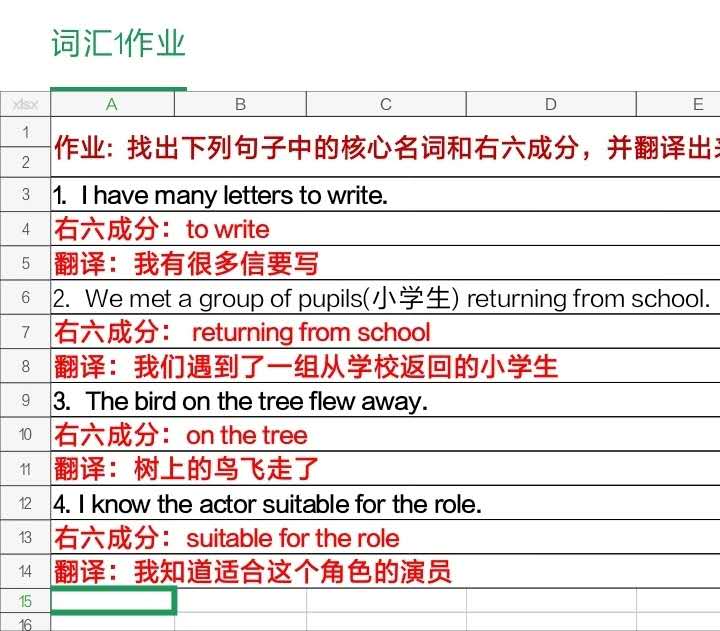 词汇1作业
xlsx A B C D E
1
作业: 找出下列句子中的核心名词和右六成分，并翻译出
2
3 1. I have many letters to write.
4 右六成分：to write
5 翻译：我有很多信要写
6 2. We met a group of pupils(小学生) returning from school.
7 右六成分： returning from school
8 翻译：我们遇到了一组从学校返回的小学生
9 3. The bird on the tree flew away.
10 右六成分：on the tree
11 翻译：树上的鸟飞走了
12 4. I know the actor suitable for the role.
13 右六成分：suitable for the role
14 翻译：我知道适合这个角色的演员
15
16